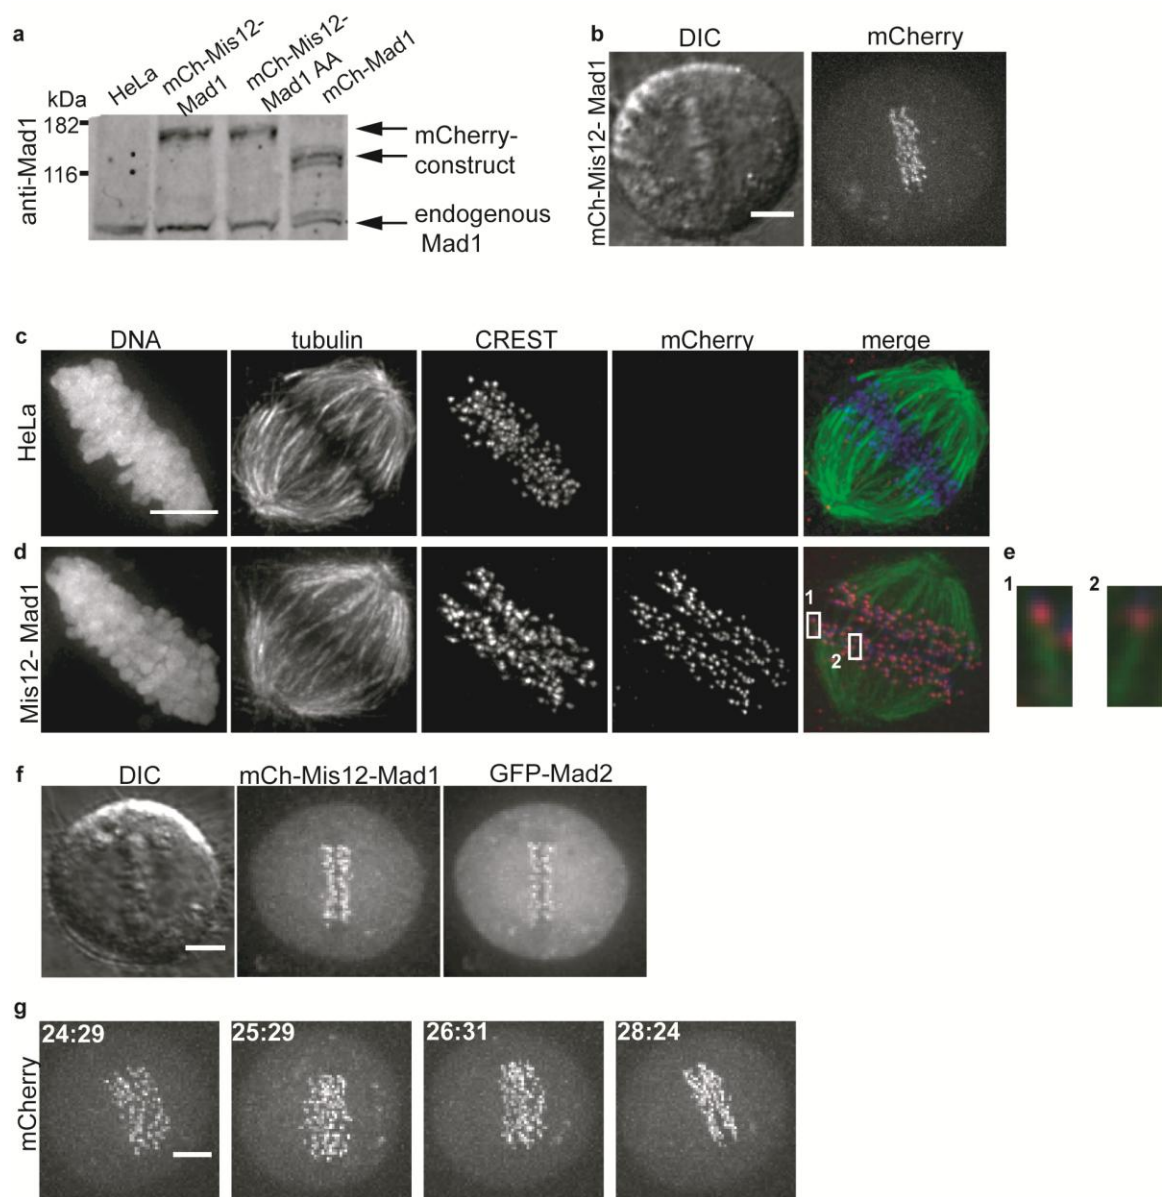 a
kDa
HeLa
mCh-Mis12-
Mad1
mCh-Mis12-
Mad1 AA
mCh-Mad1
182
116
anti-Mad1
mCherry-
construct
endogenous
Mad1
b
DIC
mCherry
mCh-Mis12- Mad1
c
DNA
tubulin
CREST
mCherry
merge
HeLa
d
Mis12- Mad1
1
2
e
1
2
f
DIC
mCh-Mis12-Mad1
GFP-Mad2
g
mCherry
24:29
25:29
26:31
28:24